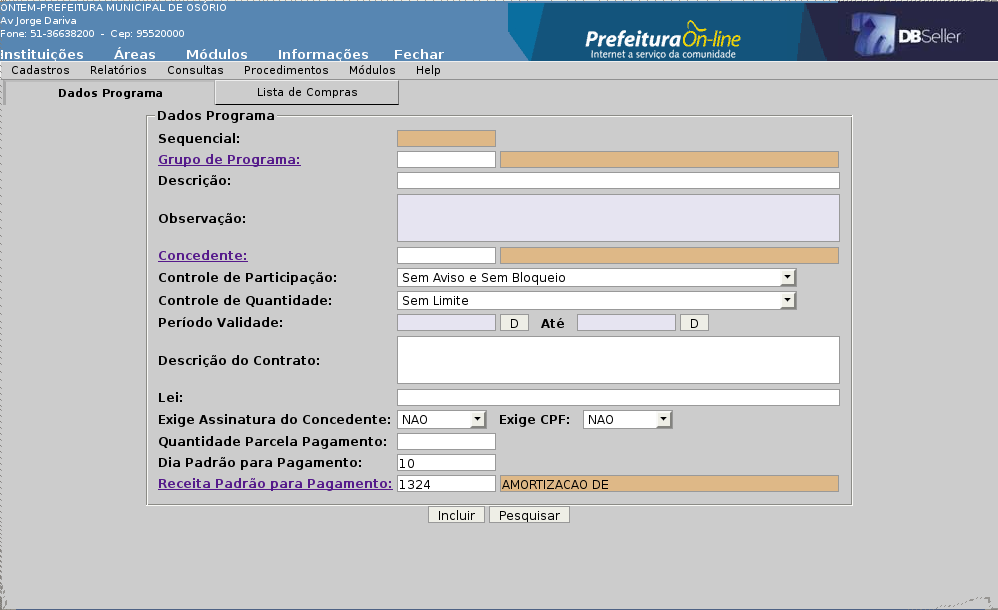 ONTEM-PREFEITURA MUNICIPAL DE OSÓRIO
Av Jorge Dariva
Fone: 51-36638200 - Cep: 95520000
Prefeitura On-line
Internet a serviço da comunidade
DBSeller
Instituições Áreas Módulos Informações Fechar
Cadastros Relatórios Consultas Procedimentos Módulos Help
Dados Programa Lista de Compras
Dados Programa
Sequencial:
Grupo de Programa:
Descrição:
Observação:
Concedente:
Controle de Participação: Sem Aviso e Sem Bloqueio
Controle de Quantidade: Sem Limite
Período Validade: D Até D
Descrição do Contrato:
Lei:
Exige Assinatura do Concedente: NAO Exige CPF: NAO
Quantidade Parcela Pagamento:
Dia Padrão para Pagamento: 10
Receita Padrão para Pagamento: 1324 AMORTIZACAO DE
Incluir Pesquisar